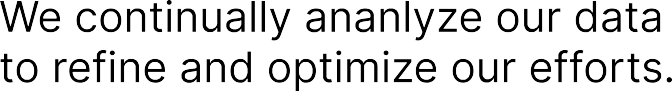 We continually ananlyze our data
to refine and optimize our efforts.